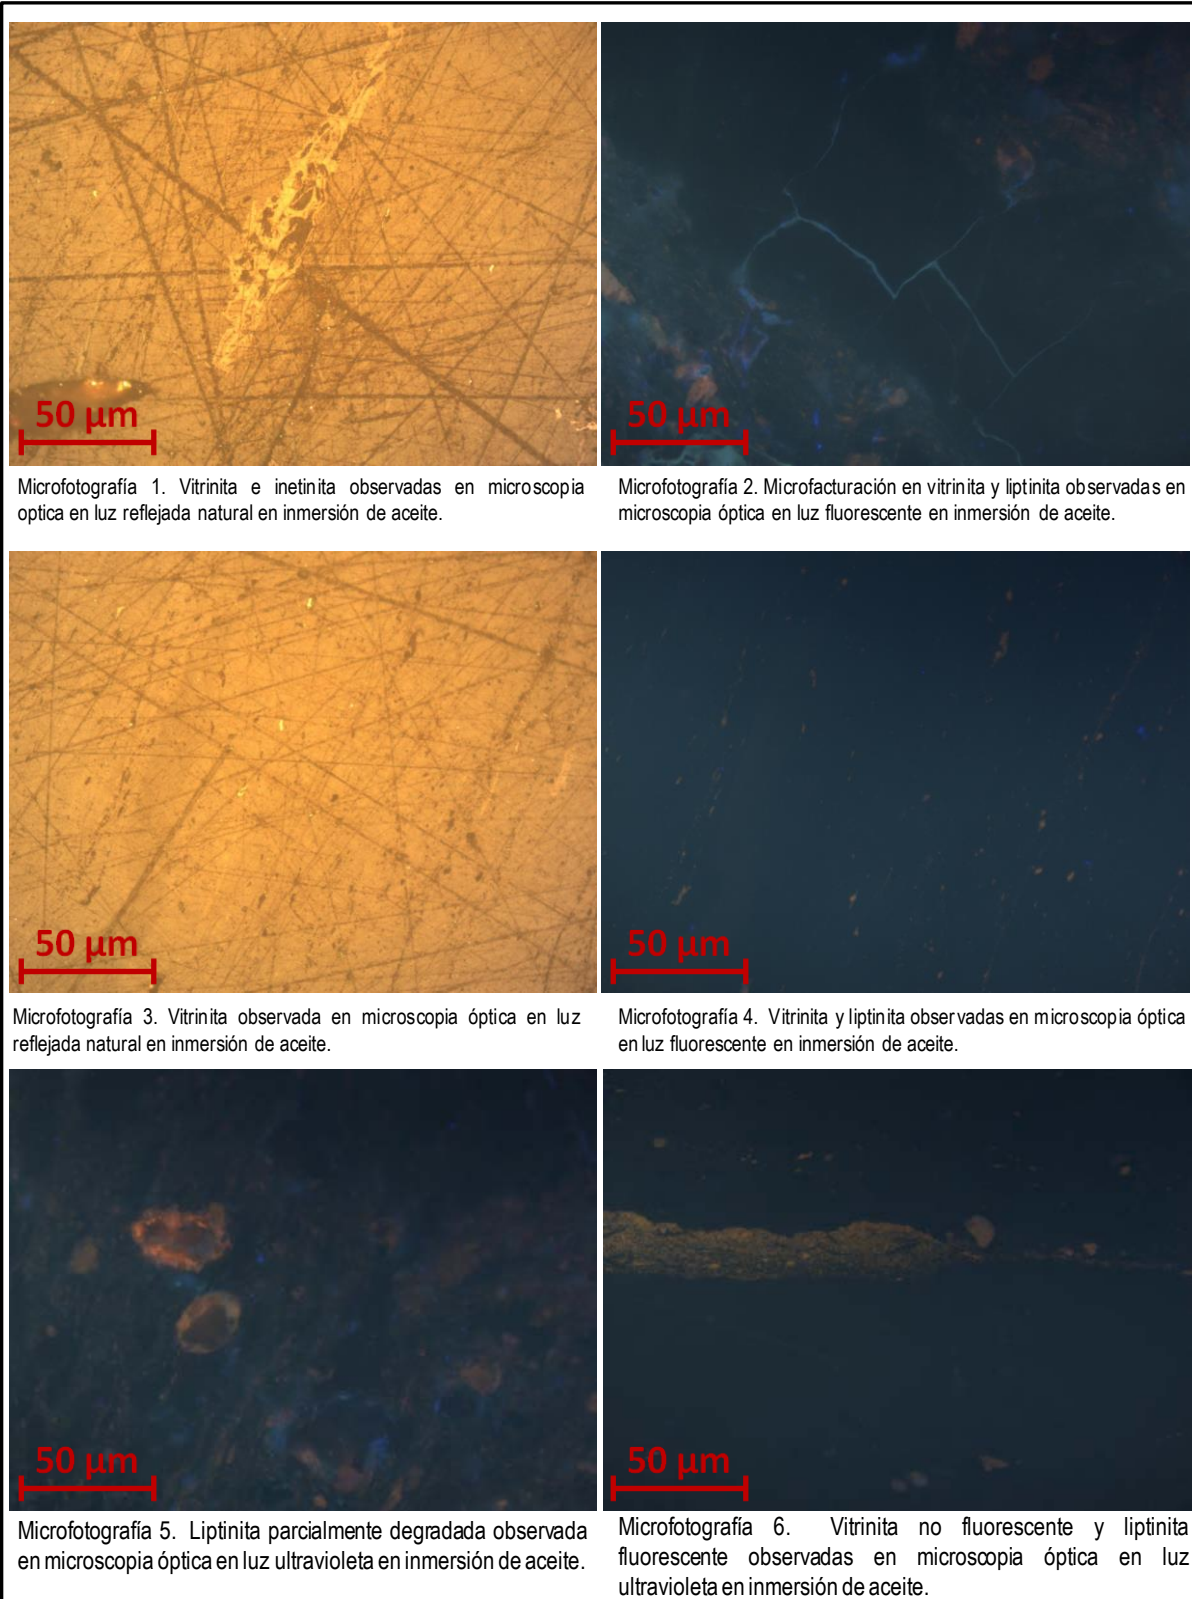 50 µm
50 µm
Microfotografía 1. Vitrinita e inetinita observadas en microscopia
optica en luz reflejada natural en inmersión de aceite.
Microfotografía 2. Microfacturación en vitrinita y liptinita observadas en
microscopia óptica en luz fluorescente en inmersión de aceite.
50 µm
50 µm
Microfotografía 3. Vitrinita observada en microscopia óptica en luz
reflejada natural en inmersión de aceite.
Microfotografía 4. Vitrinita y liptinita observadas en microscopia óptica
en luz fluorescente en inmersión de aceite.
50 µm
50 µm
Microfotografía 5. Liptinita parcialmente degradada observada
en microscopia óptica en luz ultravioleta en inmersión de aceite.
Microfotografía 6. Vitrinita no fluorescente y liptinita
fluorescente observadas en microscopia óptica en luz
ultravioleta en inmersión de aceite.